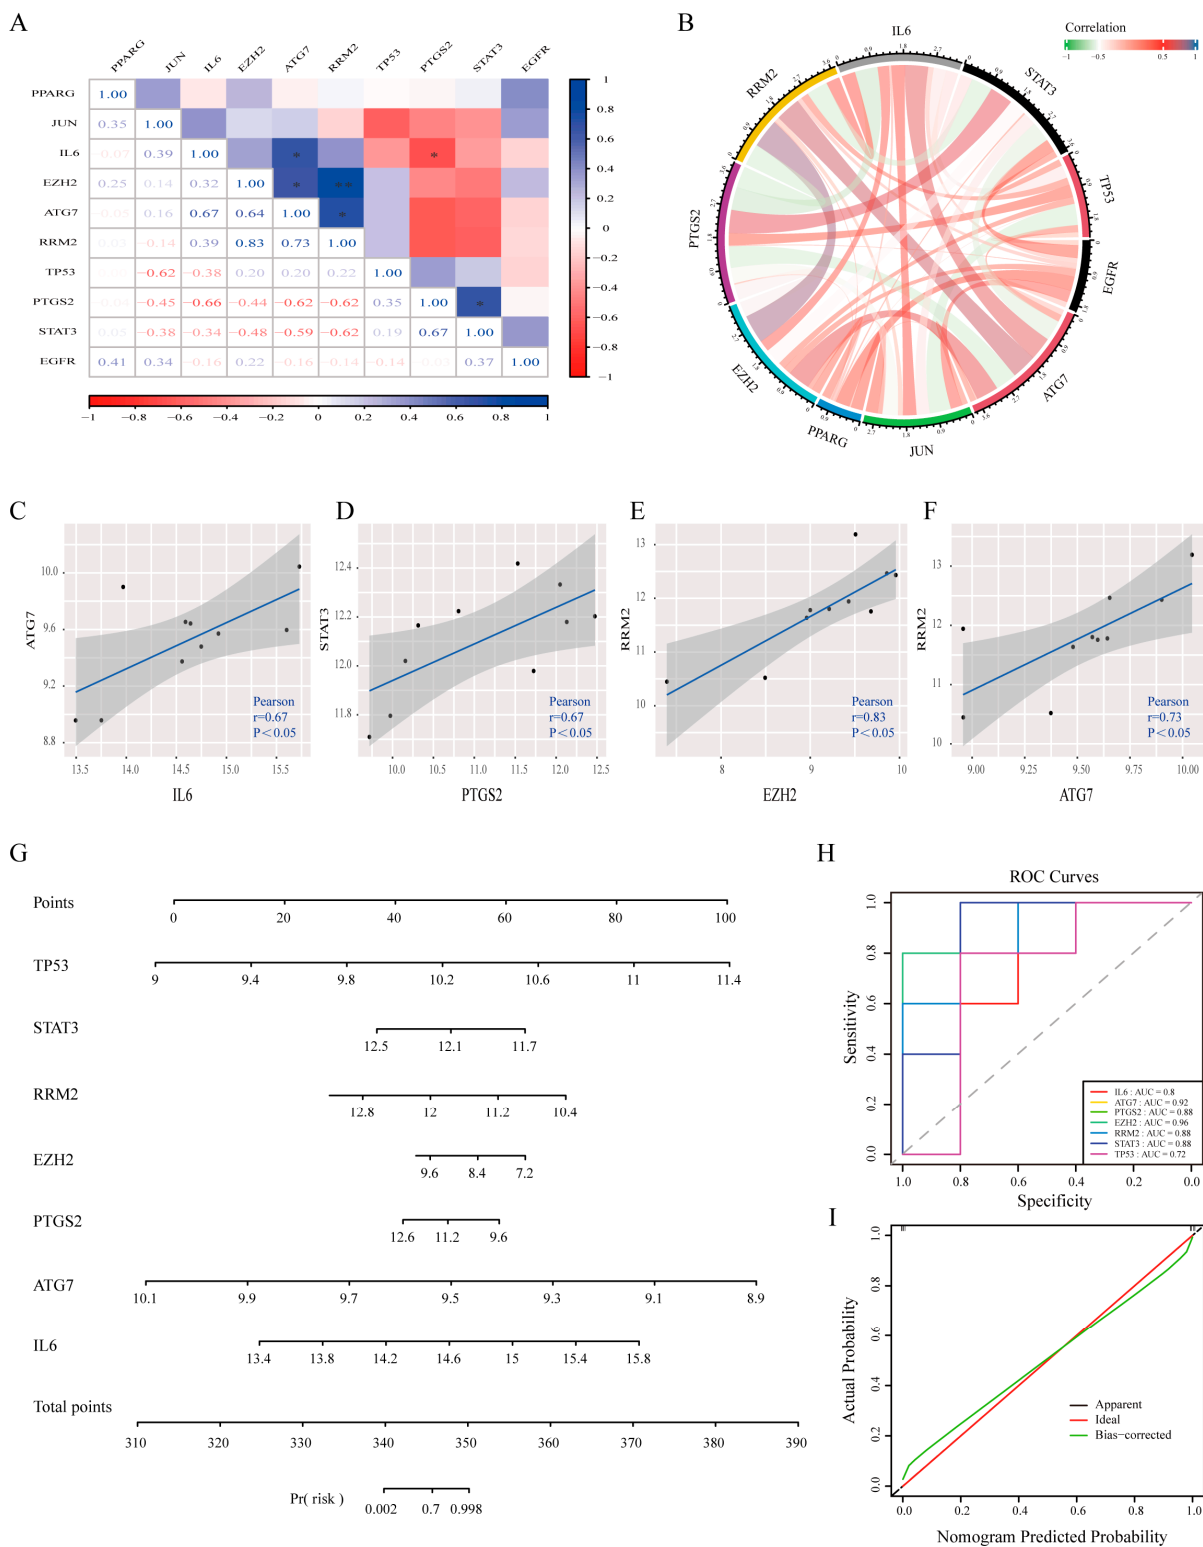 A
PPARG JUN IL6 EZH2 ATG7 RRM2 TP53 PTGS2 STAT3 EGFR
PPARG 1.00
JUN 0.35 1.00
IL6 −0.07 0.39 1.00 * *
EZH2 0.25 0.14 0.32 1.00 * **
ATG7 −0.05 0.16 0.67 0.64 1.00 *
RRM2 0.03 −0.14 0.39 0.83 0.73 1.00
TP53 −0.62 −0.38 0.20 0.20 0.22 1.00
PTGS2 −0.04 −0.45 −0.66 −0.44 −0.62 −0.62 0.35 1.00 *
STAT3 0.05 −0.38 −0.34 −0.48 −0.59 −0.62 0.19 0.67 1.00
EGFR 0.41 0.34 −0.16 0.22 −0.16 −0.14 −0.14 −0.03 0.37 1.00
1
0.8
0.6
0.4
0.2
0
−0.2
−0.4
−0.6
−0.8
−1
−1 −0.8 −0.6 −0.4 −0.2 0 0.2 0.4 0.6 0.8 1
B
Correlation
−1 −0.5 0 0.5 1
IL6
STAT3
TP53
EGFR
ATG7
JUN
PPARG
EZH2
PTGS2
RRM2
C
ATG7
10.0
9.6
9.2
8.8
Pearson
r=0.67
P<0.05
13.5 14.0 14.5 15.0 15.5
IL6
D
STAT3
12.4
12.2
12.0
11.8
Pearson
r=0.67
P<0.05
10.0 10.5 11.0 11.5 12.0 12.5
PTGS2
E
RRM2
13
12
11
10
Pearson
r=0.83
P<0.05
8 9 10
EZH2
F
RRM2
13
12
11
10
Pearson
r=0.73
P<0.05
9.00 9.25 9.50 9.75 10.00
ATG7
G
Points
0 20 40 60 80 100
TP53
9 9.4 9.8 10.2 10.6 11 11.4
STAT3
12.5 12.1 11.7
RRM2
12.8 12 11.2 10.4
EZH2
9.6 8.4 7.2
PTGS2
12.6 11.2 9.6
ATG7
10.1 9.9 9.7 9.5 9.3 9.1 8.9
IL6
13.4 13.8 14.2 14.6 15 15.4 15.8
Total points
310 320 330 340 350 360 370 380 390
Pr( risk )
0.002 0.7 0.998
H
ROC Curves
Sensitivity
1.0
0.8
0.6
0.4
0.2
0.0
IL6 : AUC = 0.8
ATG7 : AUC = 0.92
PTGS2 : AUC = 0.88
EZH2 : AUC = 0.96
RRM2 : AUC = 0.88
STAT3 : AUC = 0.88
TP53 : AUC = 0.72
1.0 0.8 0.6 0.4 0.2 0.0
Specificity
I
Actual Probability
1.0
0.8
0.6
0.4
0.2
0.0
Apparent
Ideal
Bias−corrected
0.0 0.2 0.4 0.6 0.8 1.0
Nomogram Predicted Probability